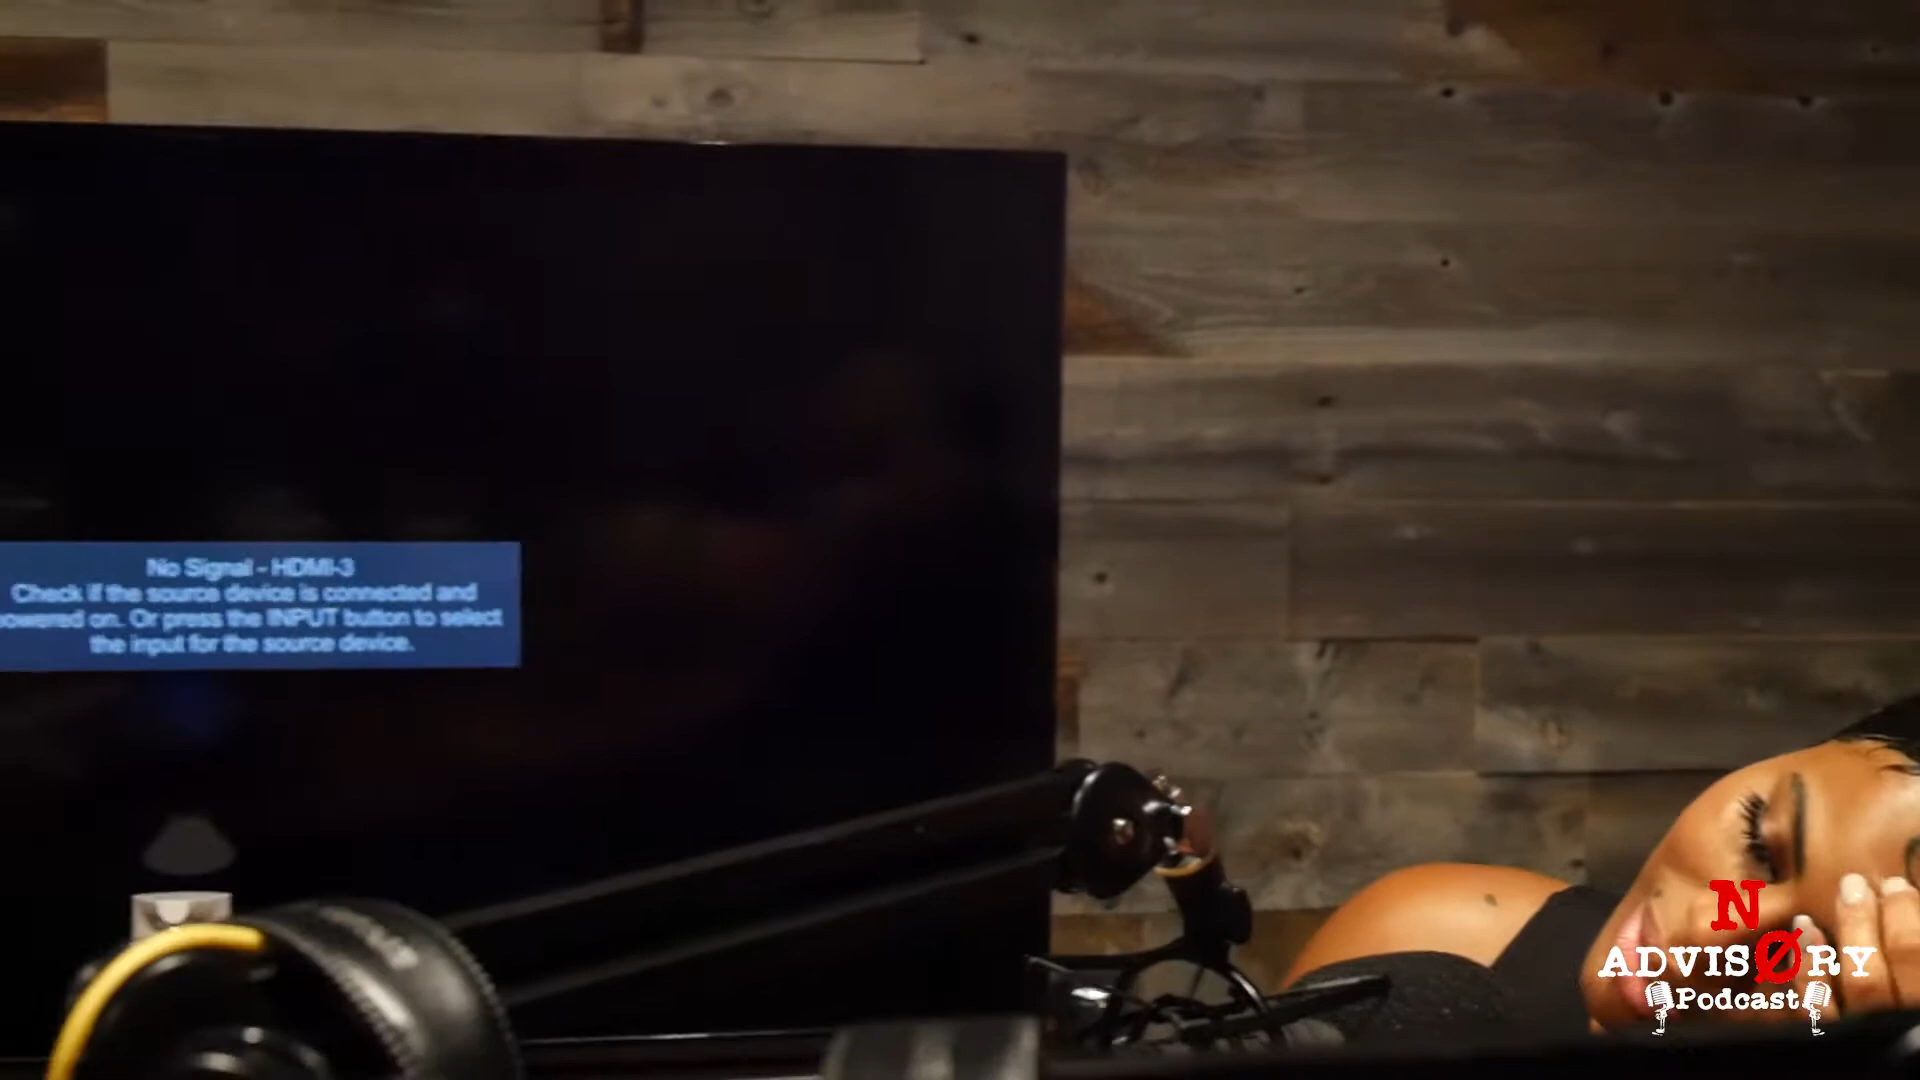 No Signal - HDMI-3
Check if the source device is connected and
powered on. Or press the INPUT button to select
the input for the source device.
N
ADVISØRY
Podcast